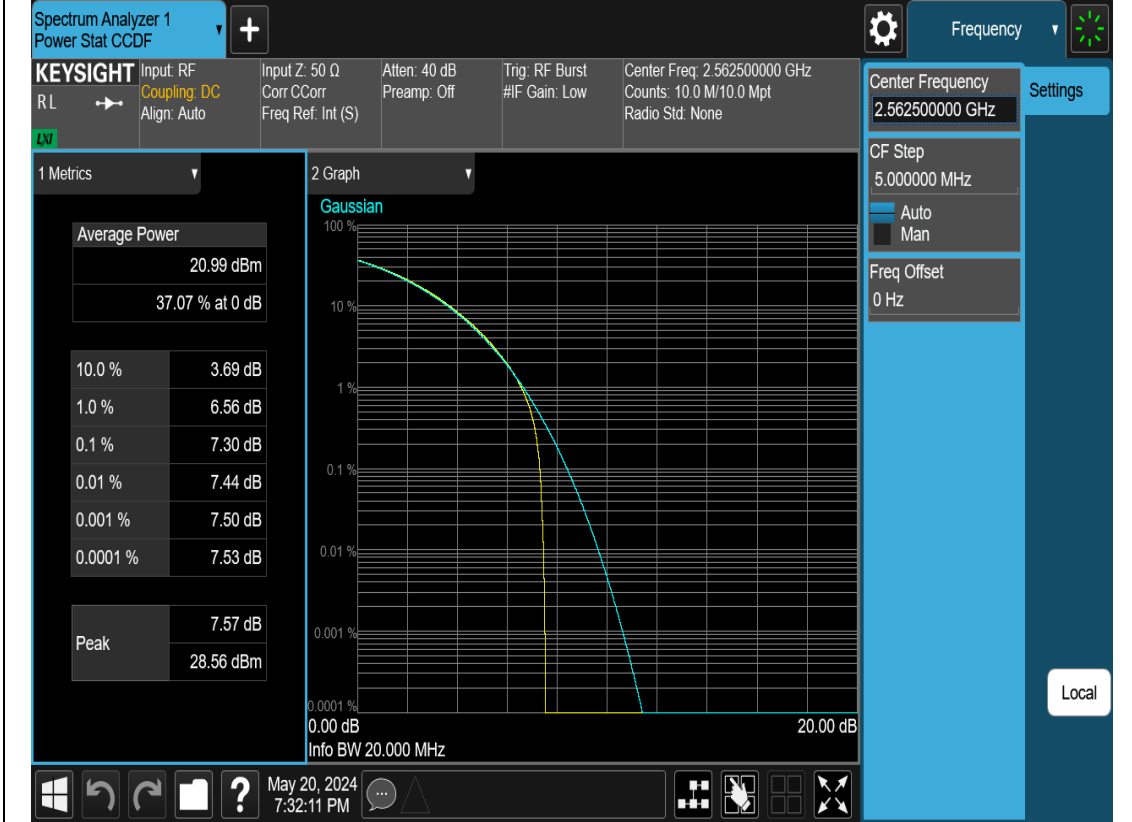 Spectrum Analyzer 1
Power Stat CCDF
Frequency
KEYSIGHT
RL
LXI
Input: RF
Coupling: DC
Align: Auto
Input Z: 50 Ω
Corr CCorr
Freq Ref: Int (S)
Atten: 40 dB
Preamp: Off
Trig: RF Burst
#IF Gain: Low
Center Freq: 2.562500000 GHz
Counts: 10.0 M/10.0 Mpt
Radio Std: None
Center Frequency
2.562500000 GHz
Settings
CF Step
5.000000 MHz
Auto
Man
Freq Offset
0 Hz
Local
1 Metrics
Average Power
20.99 dBm
37.07 % at 0 dB
10.0 % 3.69 dB
1.0 % 6.56 dB
0.1 % 7.30 dB
0.01 % 7.44 dB
0.001 % 7.50 dB
0.0001 % 7.53 dB
Peak
7.57 dB
28.56 dBm
2 Graph
Gaussian
100 %
10 %
1 %
0.1 %
0.01 %
0.001 %
0.0001 %
0.00 dB 20.00 dB
Info BW 20.000 MHz
?
May 20, 2024
7:32:11 PM